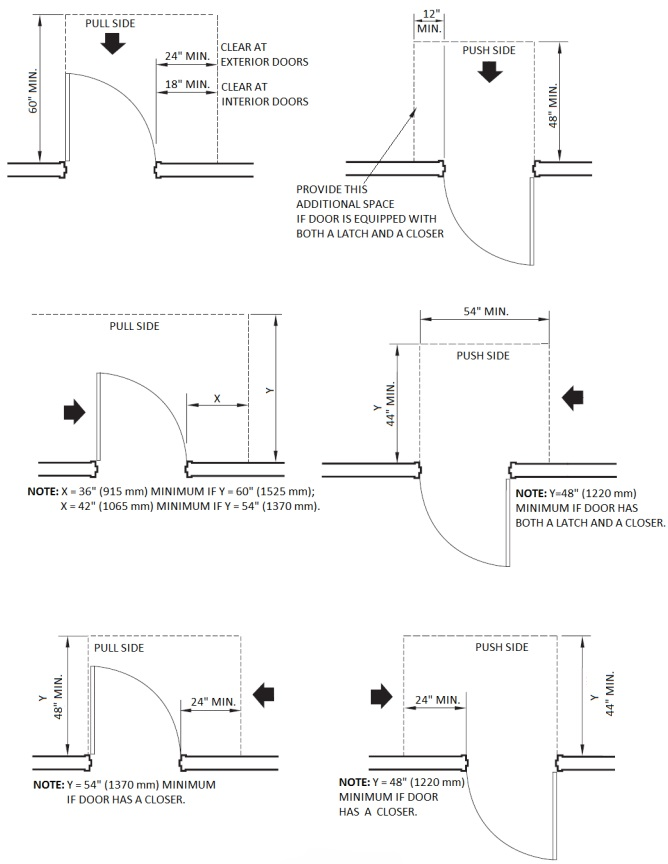 PULL SIDE
60" MIN.
24" MIN.
CLEAR AT
EXTERIOR DOORS
18" MIN.
CLEAR AT
INTERIOR DOORS
12"
MIN.
PUSH SIDE
48" MIN.
PROVIDE THIS
ADDITIONAL SPACE
IF DOOR IS EQUIPPED WITH
BOTH A LATCH AND A CLOSER
PULL SIDE
X
Y
NOTE: X = 36" (915 mm) MINIMUM IF Y = 60" (1525 mm);
X = 42" (1065 mm) MINIMUM IF Y = 54" (1370 mm).
54" MIN.
PUSH SIDE
Y
44" MIN.
NOTE: Y=48" (1220 mm)
MINIMUM IF DOOR HAS
BOTH A LATCH AND A CLOSER.
PULL SIDE
Y
48" MIN.
24" MIN.
NOTE: Y = 54" (1370 mm) MINIMUM
IF DOOR HAS A CLOSER.
PUSH SIDE
24" MIN.
Y
44" MIN.
NOTE: Y = 48" (1220 mm)
MINIMUM IF DOOR
HAS A CLOSER.